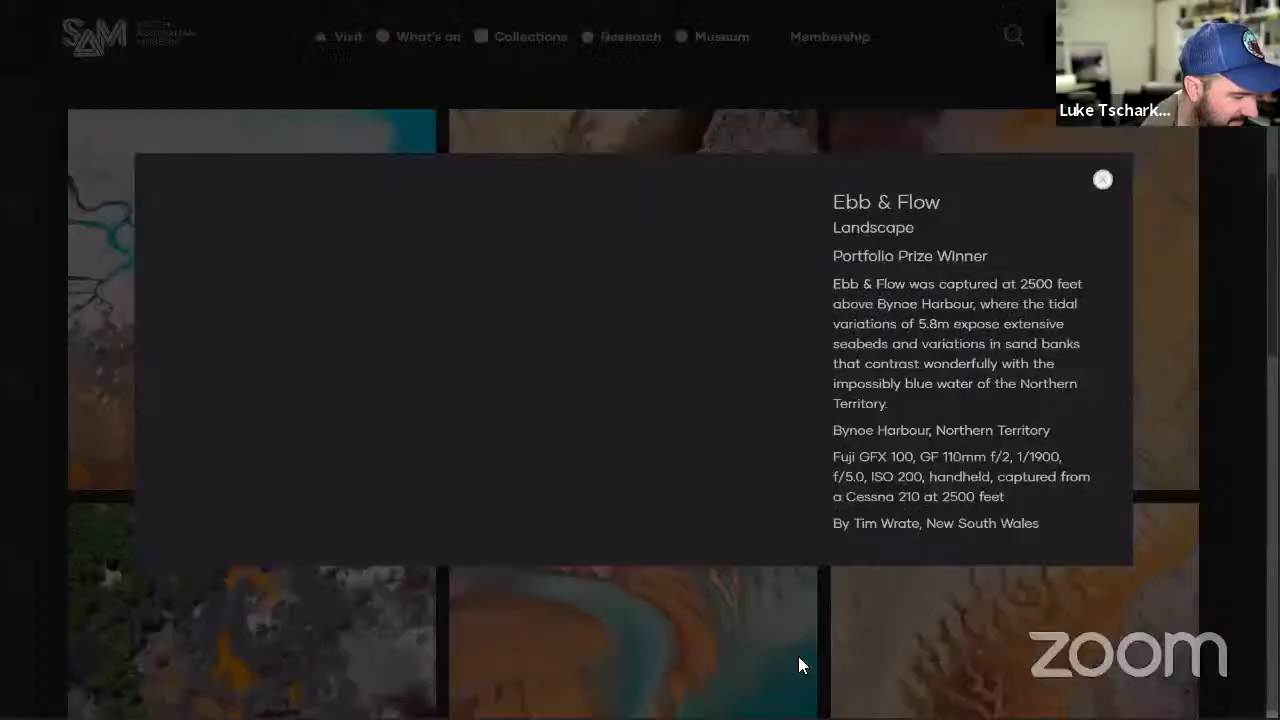 SAM
SOUTH
AUSTRALIAN
MUSEUM
Visit
What's on
Collections
Research
Museum
Membership
Luke Tschark...
Ebb & Flow
Landscape
Portfolio Prize Winner
Ebb & Flow was captured at 2500 feet
above Bynoe Harbour, where the tidal
variations of 5.8m expose extensive
seabeds and variations in sand banks
that contrast wonderfully with the
impossibly blue water of the Northern
Territory.
Bynoe Harbour, Northern Territory
Fuji GFX 100, GF 110mm f/2, 1/1900,
f/5.0, ISO 200, handheld, captured from
a Cessna 210 at 2500 feet
By Tim Wrate, New South Wales
zoom